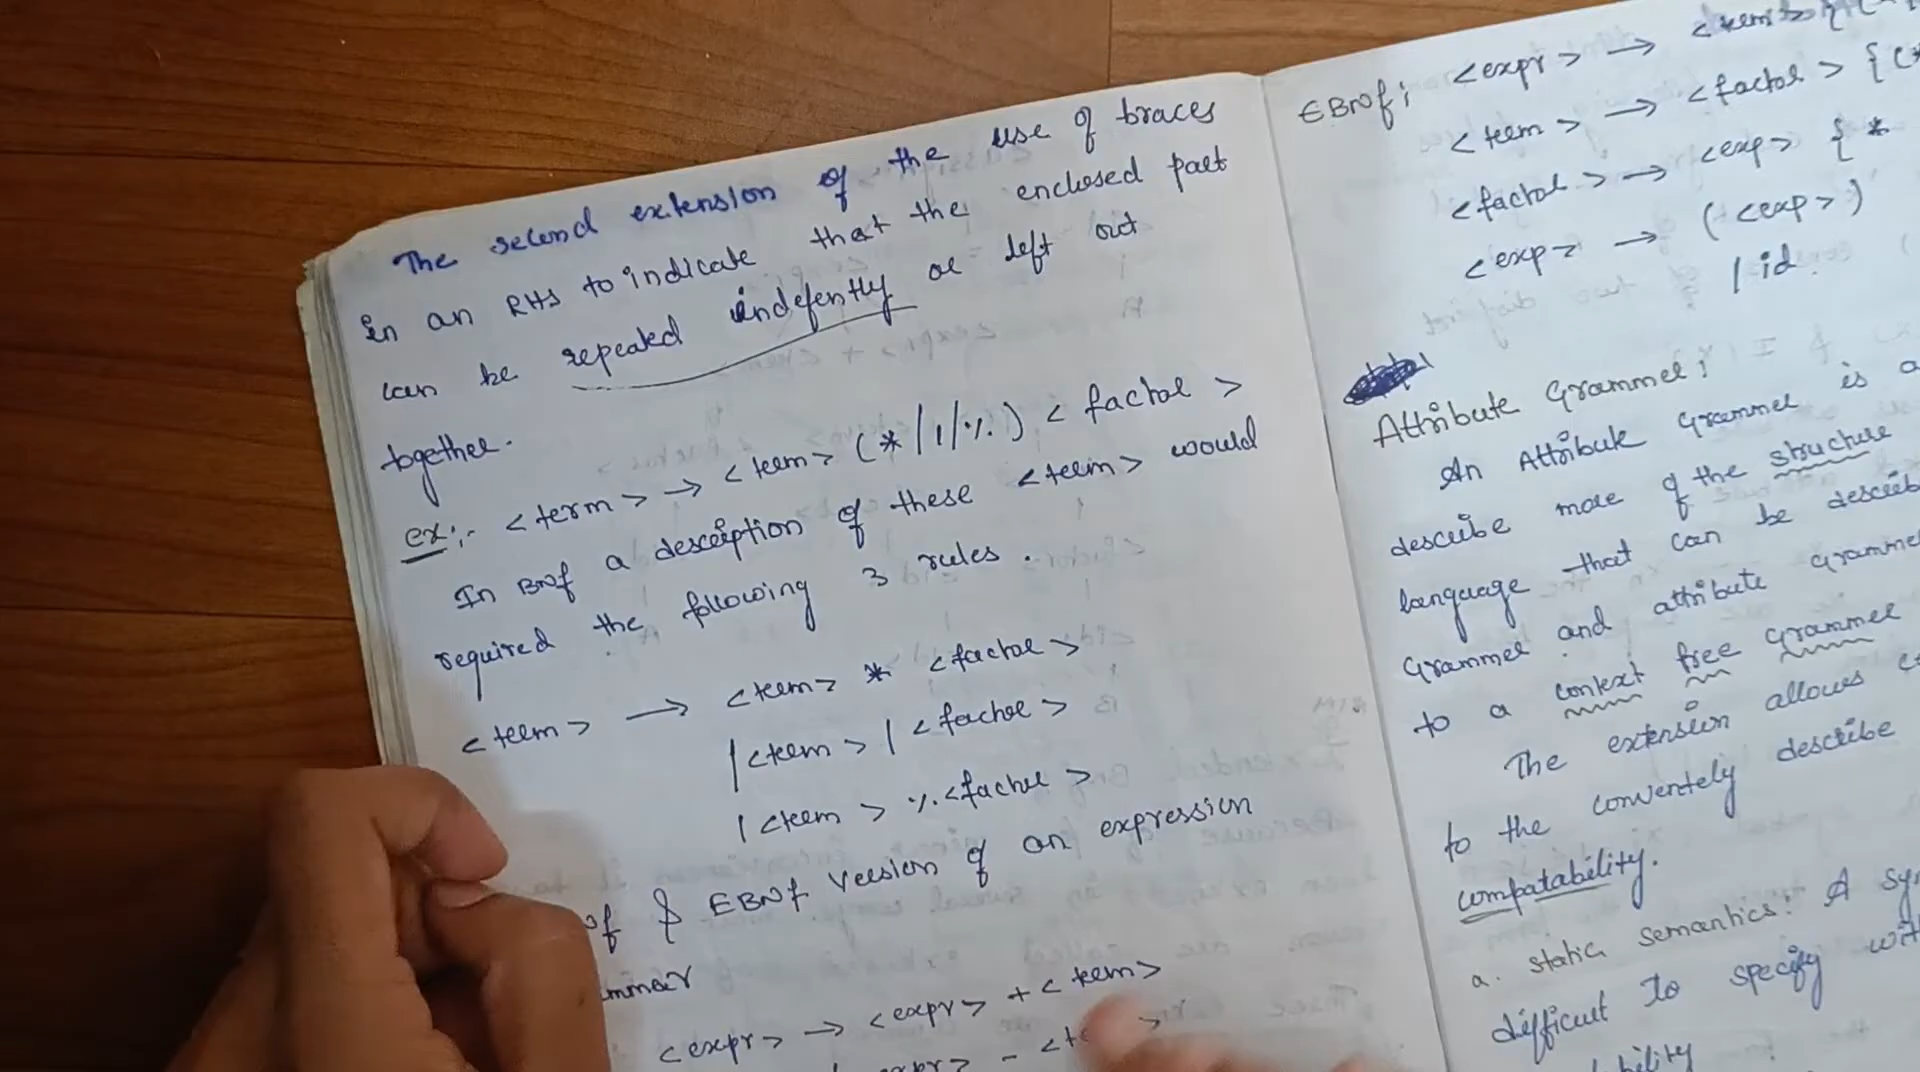 The second extension of the use of braces
in an RHS to indicate that the enclosed part
can be repeated indefently or left out
together.
ex:- <term> → <term> (*/1/%) <factor>
In BNf a description of these <term> would
required the following 3 rules.
<term> → <term> * <factor>
|<term> / <factor>
|<term> %<factor>
of & EBNf Version of an expression
<expr> → <expr> + <term>
EBNf; <expr> → <term> {
<term> → <factor> {(
<factor> → <exp> { *
<exp> → (<exp>)
/ id.
Attribute Grammer:
An Attribute Grammer is a
describe more of the structure
language that can be
Grammer and attribute
to a context free Grammer
The extension allows
to the conventely describe
compatability.
a. static semantics: A
difficult to specify